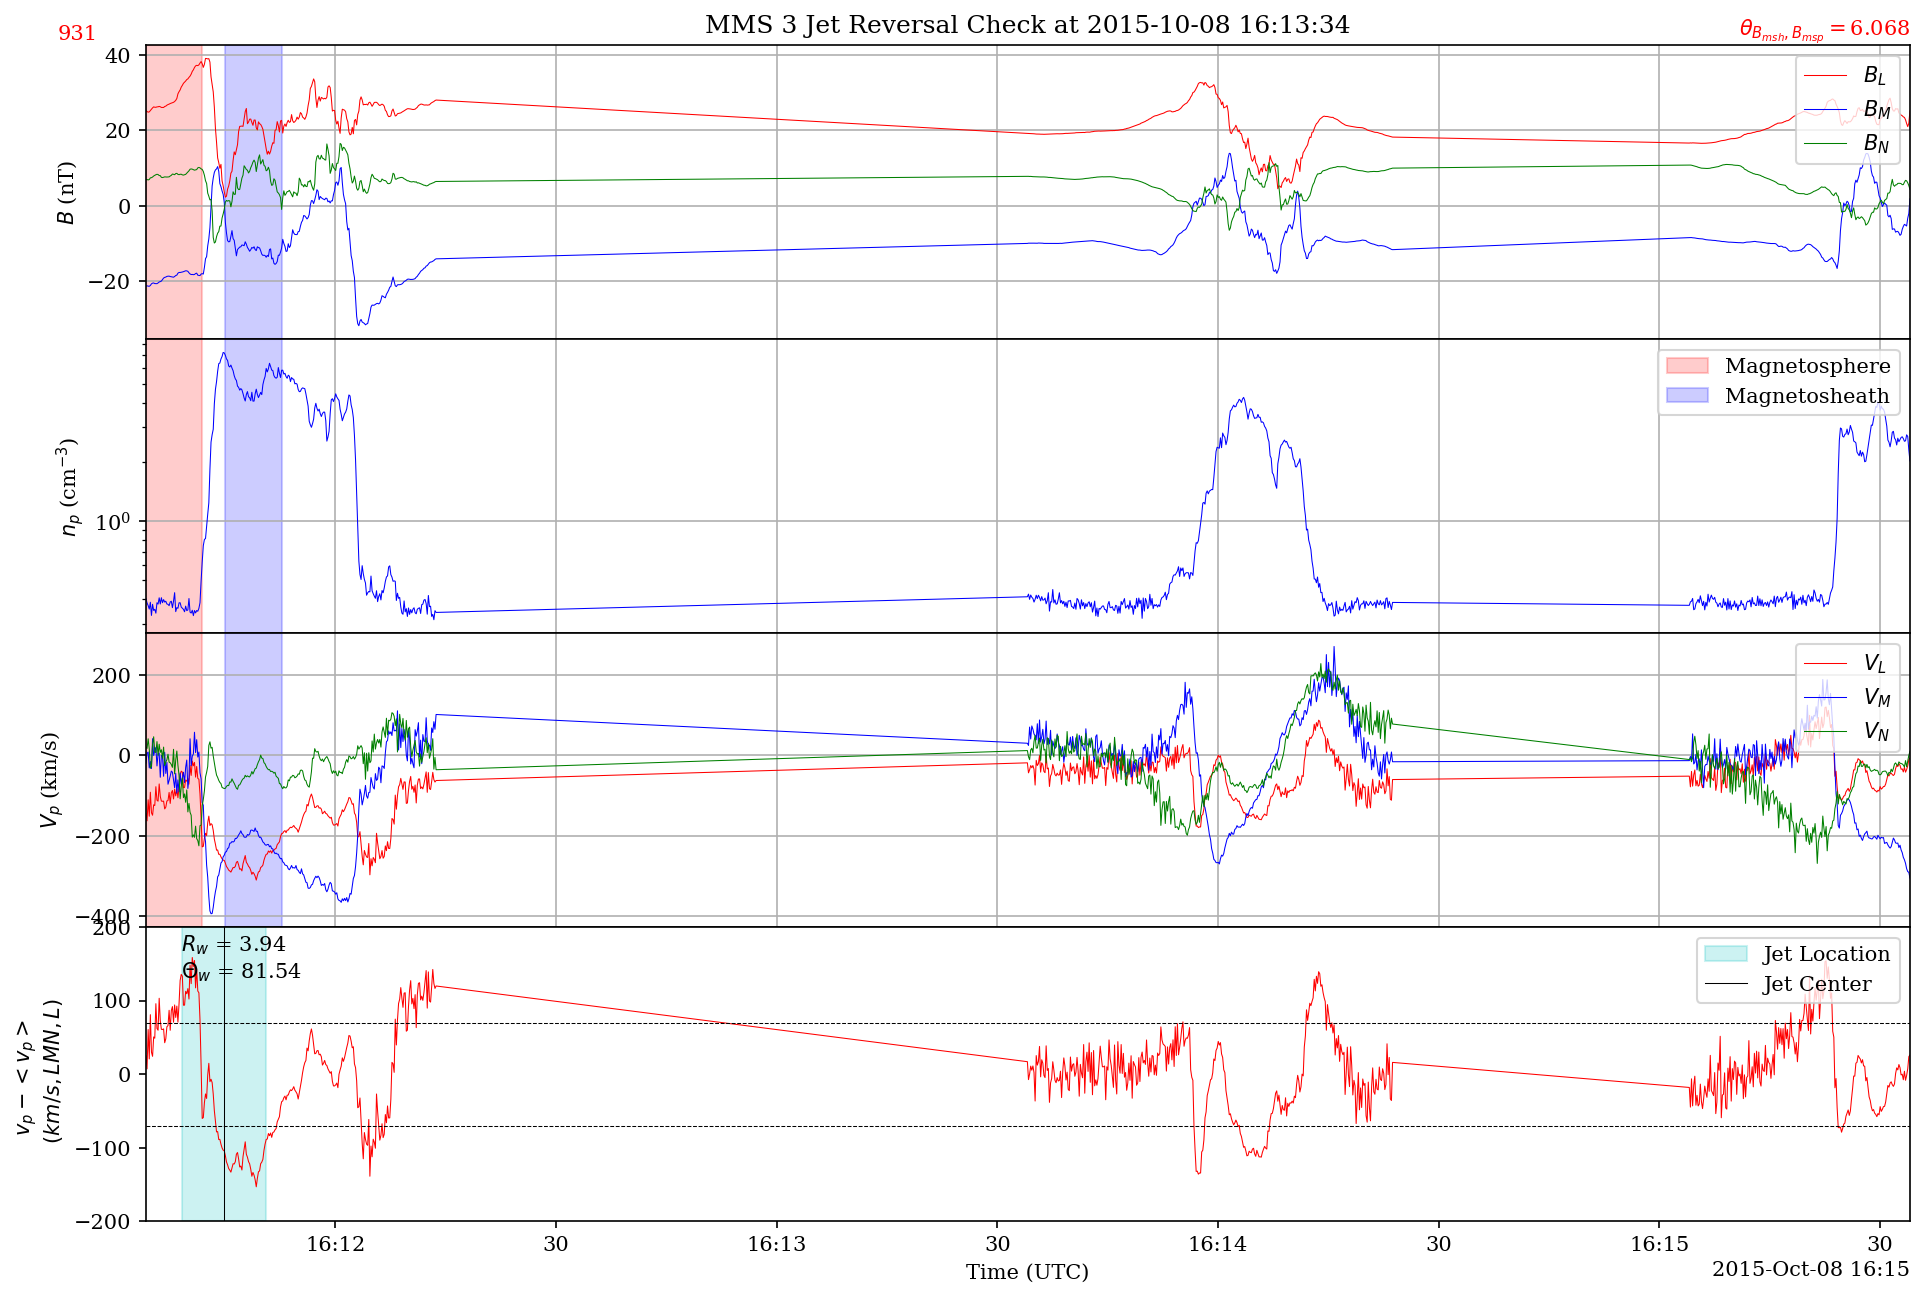 MMS 3 Jet Reversal Check at 2015-10-08 16:13:34
931
θ_{B_{msh}, B_{msp}} = 6.068
40
20
0
−20
B (nT)
B_L
B_M
B_N
10^0
n_p (cm^{−3})
Magnetosphere
Magnetosheath
200
0
−200
−400
V_p (km/s)
V_L
V_M
V_N
200
100
0
−100
−200
v_p − < v_p >
(km/s, LMN, L)
R_w = 3.94
Θ_w = 81.54
Jet Location
Jet Center
16:12 30 16:13 30 16:14 30 16:15 30
Time (UTC)
2015-Oct-08 16:15